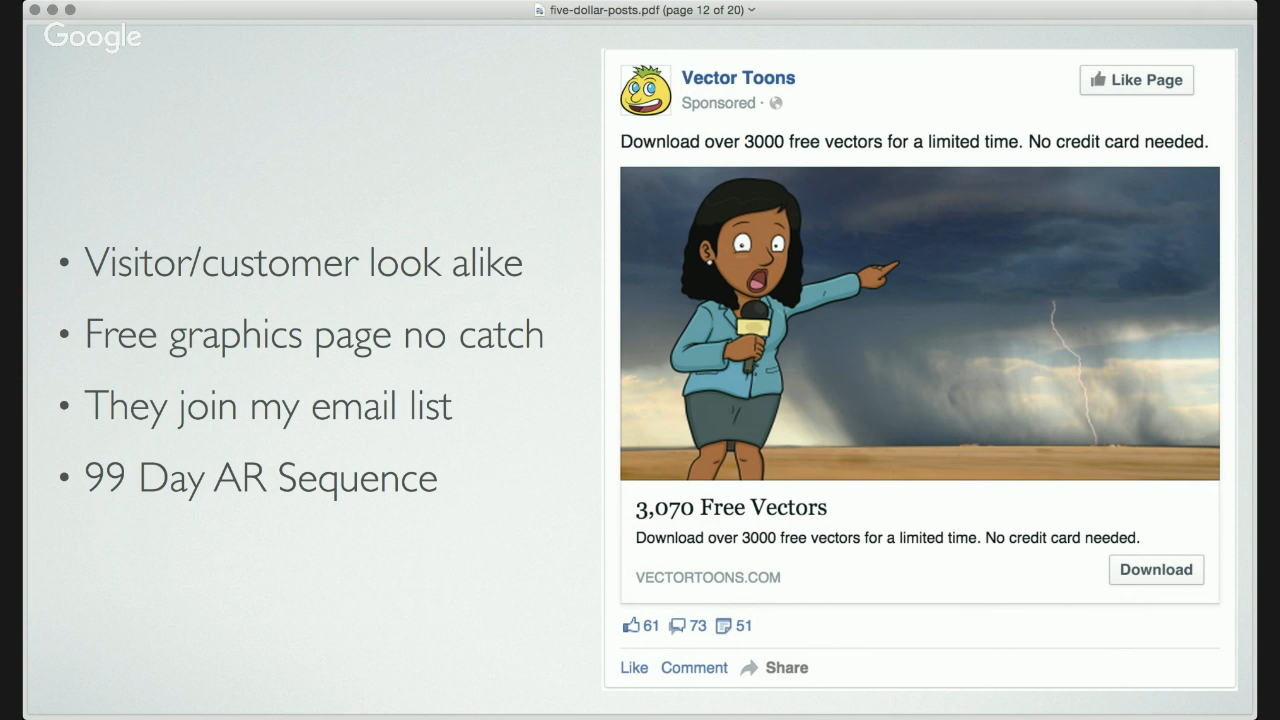 five-dollar-posts.pdf (page 12 of 20)
Google
• Visitor/customer look alike
• Free graphics page no catch
• They join my email list
• 99 Day AR Sequence
Vector Toons
Sponsored ·
Like Page
Download over 3000 free vectors for a limited time. No credit card needed.
3,070 Free Vectors
Download over 3000 free vectors for a limited time. No credit card needed.
VECTORTOONS.COM
Download
61 73 51
Like Comment Share